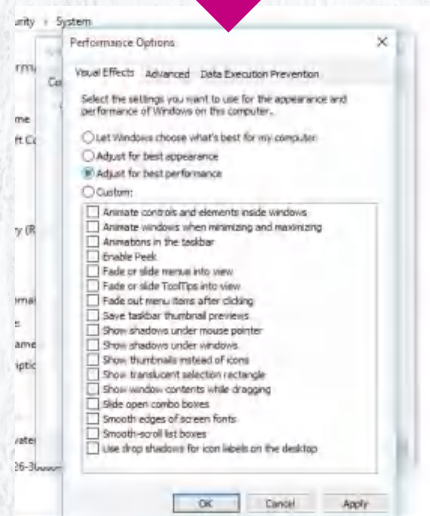 urity › System
Performance Options
Visual Effects Advanced Data Execution Prevention
Select the settings you want to use for the appearance and
performance of Windows on this computer.
Let Windows choose what's best for my computer
Adjust for best appearance
Adjust for best performance
Custom:
Animate controls and elements inside windows
Animate windows when minimizing and maximizing
Animations in the taskbar
Enable Peek
Fade or slide menus into view
Fade or slide ToolTips into view
Fade out menu items after clicking
Save taskbar thumbnail previews
Show shadows under mouse pointer
Show shadows under windows
Show thumbnails instead of icons
Show translucent selection rectangle
Show window contents while dragging
Slide open combo boxes
Smooth edges of screen fonts
Smooth-scroll list boxes
Use drop shadows for icon labels on the desktop
OK Cancel Apply